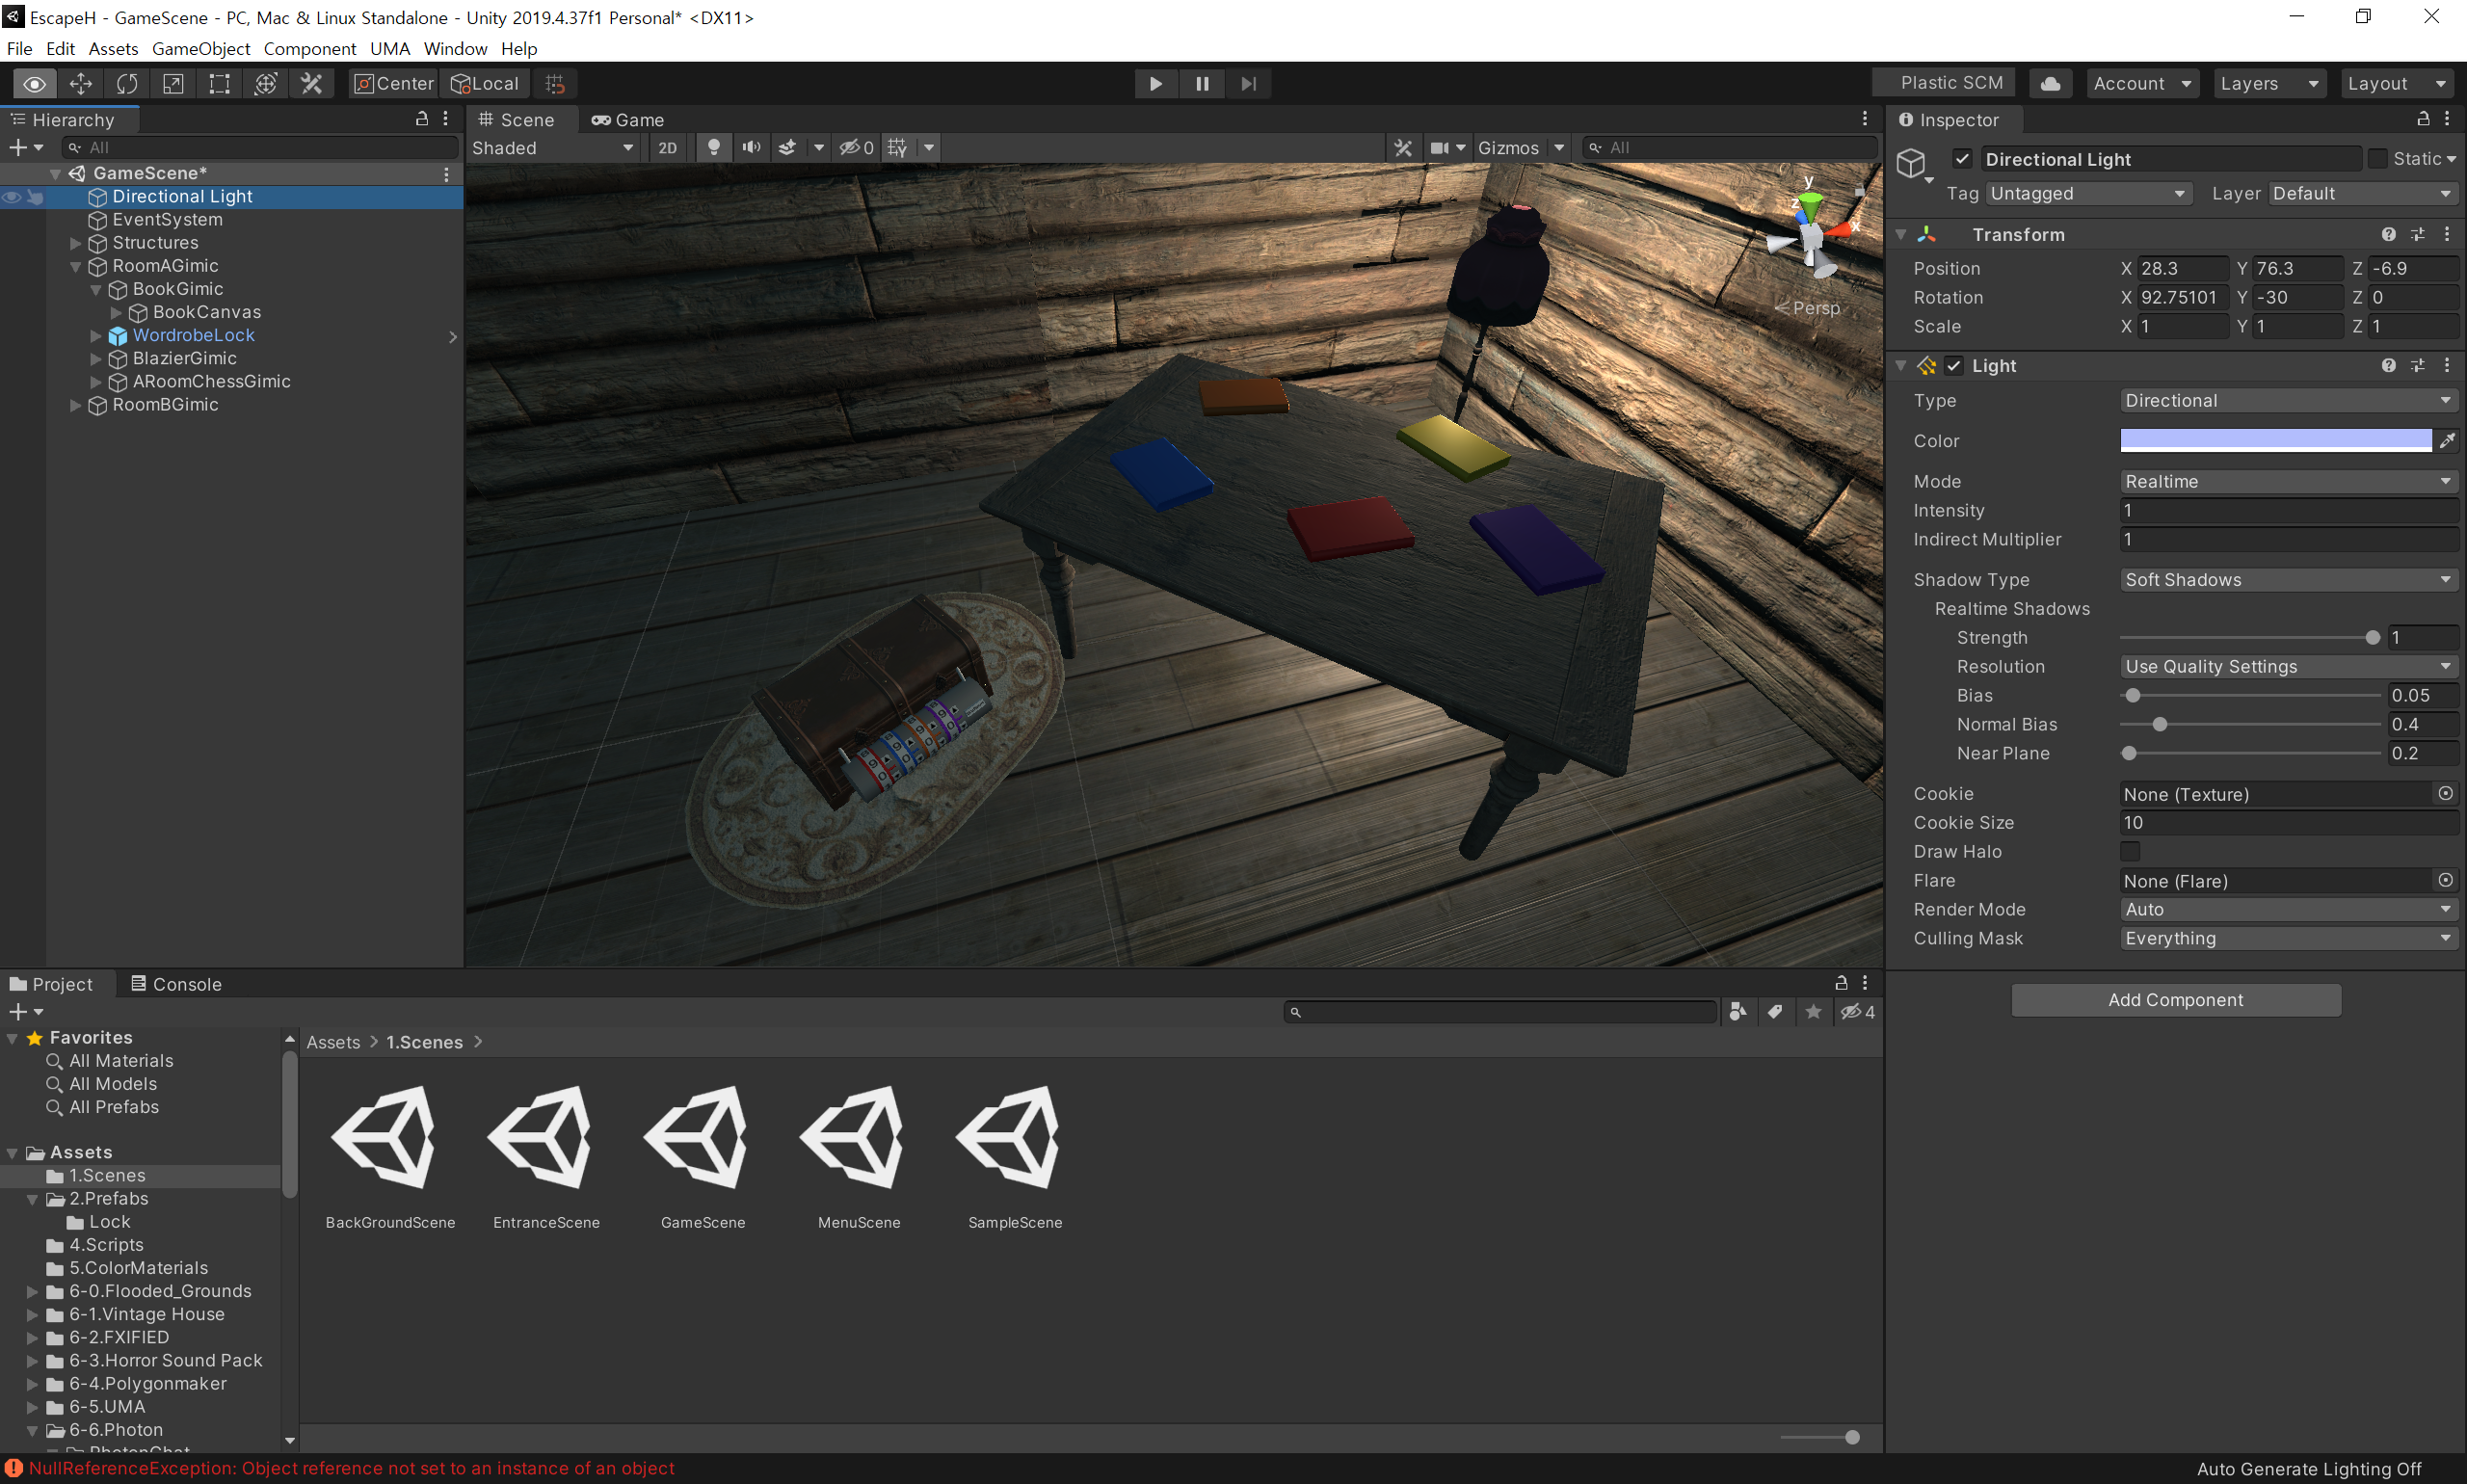 EscapeH - GameScene - PC, Mac & Linux Standalone - Unity 2019.4.37f1 Personal* <DX11>
File Edit Assets GameObject Component UMA Window Help
Center Local
Plastic SCM Account Layers Layout
Hierarchy
All
GameScene*
Directional Light
EventSystem
Structures
RoomAGimic
BookGimic
BookCanvas
WordrobeLock
BlazierGimic
ARoomChessGimic
RoomBGimic
Scene Game
Shaded 2D 0 Gizmos All
y
z
x
Persp
Inspector
Directional Light Static
Tag Untagged Layer Default
Transform
Position X 28.3 Y 76.3 Z -6.9
Rotation X 92.75101 Y -30 Z 0
Scale X 1 Y 1 Z 1
Light
Type Directional
Color
Mode Realtime
Intensity 1
Indirect Multiplier 1
Shadow Type Soft Shadows
Realtime Shadows
Strength 1
Resolution Use Quality Settings
Bias 0.05
Normal Bias 0.4
Near Plane 0.2
Cookie None (Texture)
Cookie Size 10
Draw Halo
Flare None (Flare)
Render Mode Auto
Culling Mask Everything
Add Component
Project Console
4
Favorites
All Materials
All Models
All Prefabs
Assets
1.Scenes
2.Prefabs
Lock
4.Scripts
5.ColorMaterials
6-0.Flooded_Grounds
6-1.Vintage House
6-2.FXIFIED
6-3.Horror Sound Pack
6-4.Polygonmaker
6-5.UMA
6-6.Photon
PhotonChat
Assets > 1.Scenes >
BackGroundScene EntranceScene GameScene MenuScene SampleScene
NullReferenceException: Object reference not set to an instance of an object
Auto Generate Lighting Off